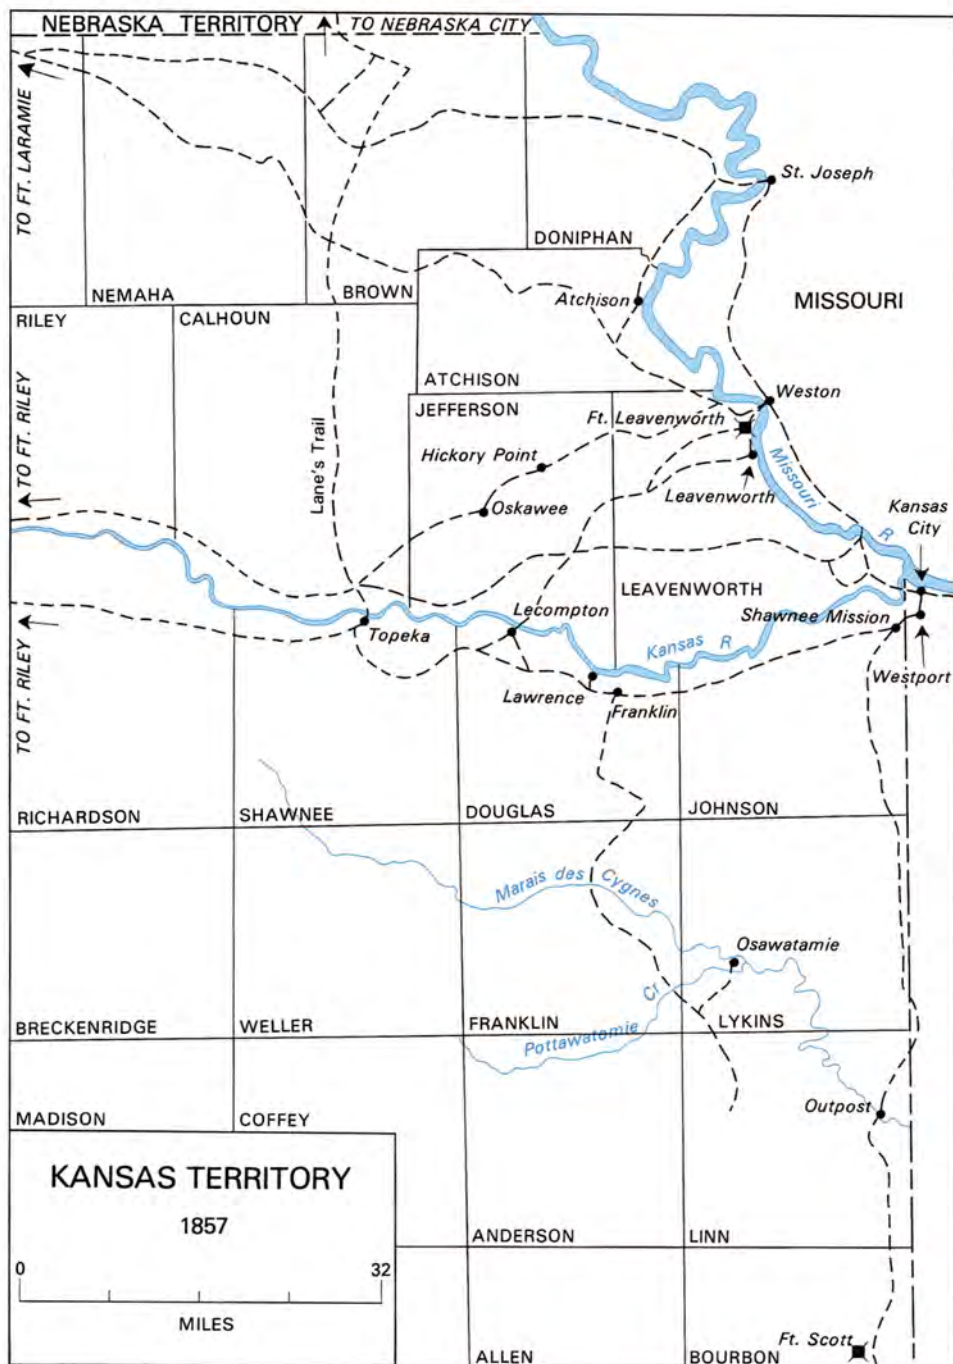 NEBRASKA TERRITORY
TO NEBRASKA CITY
TO FT. LARAMIE
St. Joseph
DONIPHAN
NEMAHA
BROWN
Atchison
MISSOURI
RILEY
CALHOUN
ATCHISON
Weston
JEFFERSON
Ft. Leavenworth
TO FT. RILEY
Lane's Trail
Hickory Point
Leavenworth
Missouri
R
Oskawee
Kansas
City
LEAVENWORTH
Lecompton
Shawnee Mission
Topeka
Kansas R
TO FT. RILEY
Lawrence
Franklin
Westport
RICHARDSON
SHAWNEE
DOUGLAS
JOHNSON
Marais des Cygnes
Osawatamie
BRECKENRIDGE
WELLER
FRANKLIN
LYKINS
Pottawatomie Cr
MADISON
COFFEY
Outpost
KANSAS TERRITORY
1857
0 32
MILES
ANDERSON
LINN
Ft. Scott
ALLEN
BOURBON